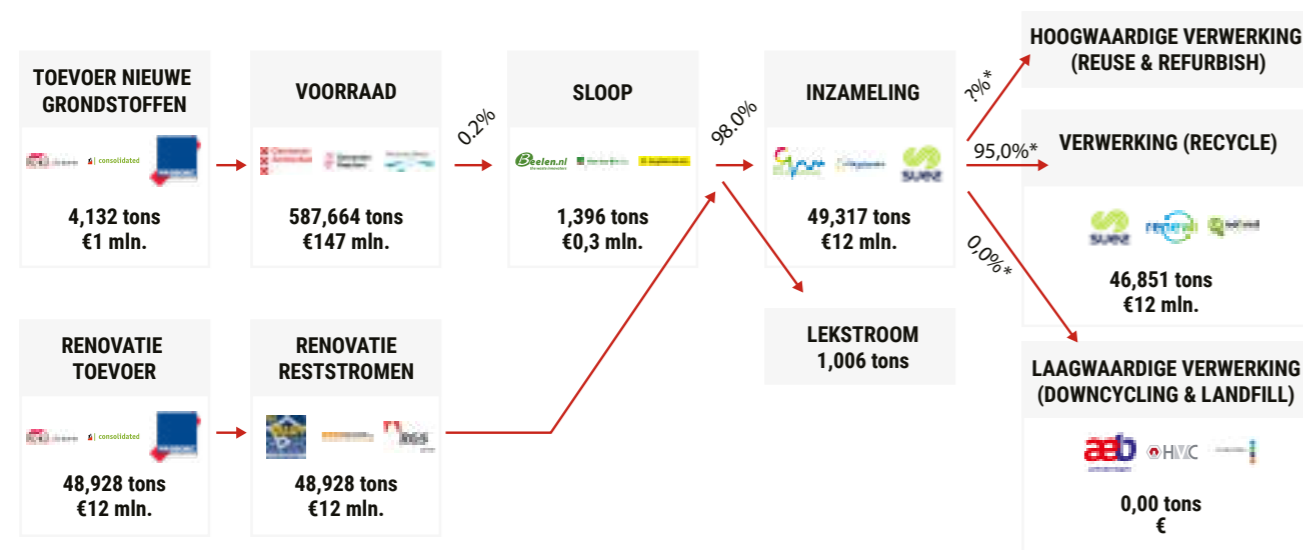 TOEVOER NIEUWE
GRONDSTOFFEN
consolidated
4,132 tons
€1 mln.
VOORRAAD
587,664 tons
€147 mln.
0.2%
SLOOP
Beelen.nl
1,396 tons
€0,3 mln.
98.0%
INZAMELING
suez
49,317 tons
€12 mln.
?%*
95,0%*
0,0%*
HOOGWAARDIGE VERWERKING
(REUSE & REFURBISH)
VERWERKING (RECYCLE)
suez
renewi
46,851 tons
€12 mln.
LAAGWAARDIGE VERWERKING
(DOWNCYCLING & LANDFILL)
aeb
HVC
0,00 tons
€
LEKSTROOM
1,006 tons
RENOVATIE
TOEVOER
consolidated
48,928 tons
€12 mln.
RENOVATIE
RESTSTROMEN
RGS
48,928 tons
€12 mln.